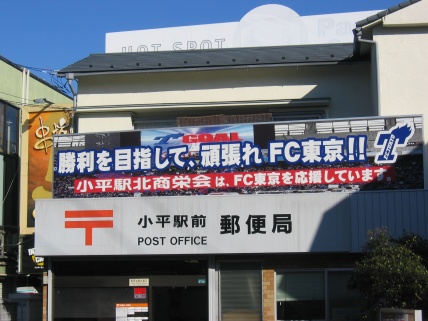 HOT SPOT
GOAL
勝利を目指して、頑張れ FC東京!!
小平駅北商栄会は、FC東京を応援しています。
〒 小平駅前 郵便局
POST OFFICE